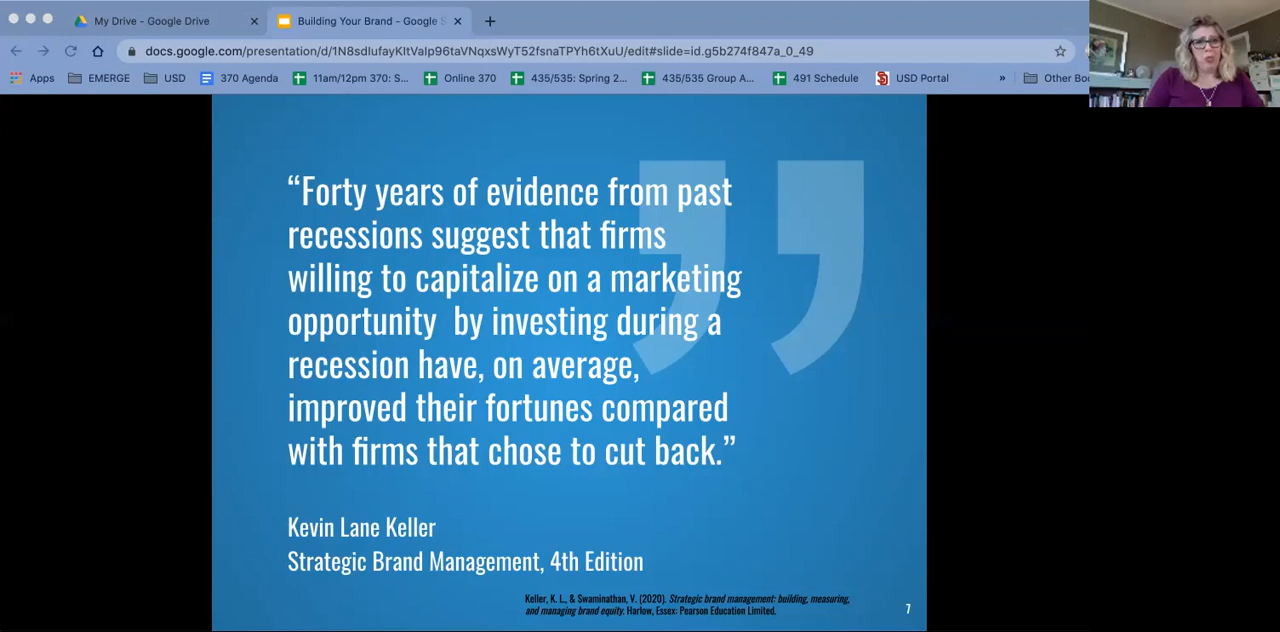 My Drive - Google Drive
Building Your Brand - Google S
docs.google.com/presentation/d/1N8sdIufayKItValp96taVNqxsWyT52fsnaTPYh6tXuU/edit#slide=id.g5b274f847a_0_49
Apps EMERGE USD 370 Agenda 11am/12pm 370: S... Online 370 435/535: Spring 2... 435/535 Group A... 491 Schedule USD Portal » Other Bo
“Forty years of evidence from past
recessions suggest that firms
willing to capitalize on a marketing
opportunity by investing during a
recession have, on average,
improved their fortunes compared
with firms that chose to cut back.”
Kevin Lane Keller
Strategic Brand Management, 4th Edition
Keller, K. L., & Swaminathan, V. (2020). Strategic brand management: building, measuring,
and managing brand equity. Harlow, Essex: Pearson Education Limited.
7